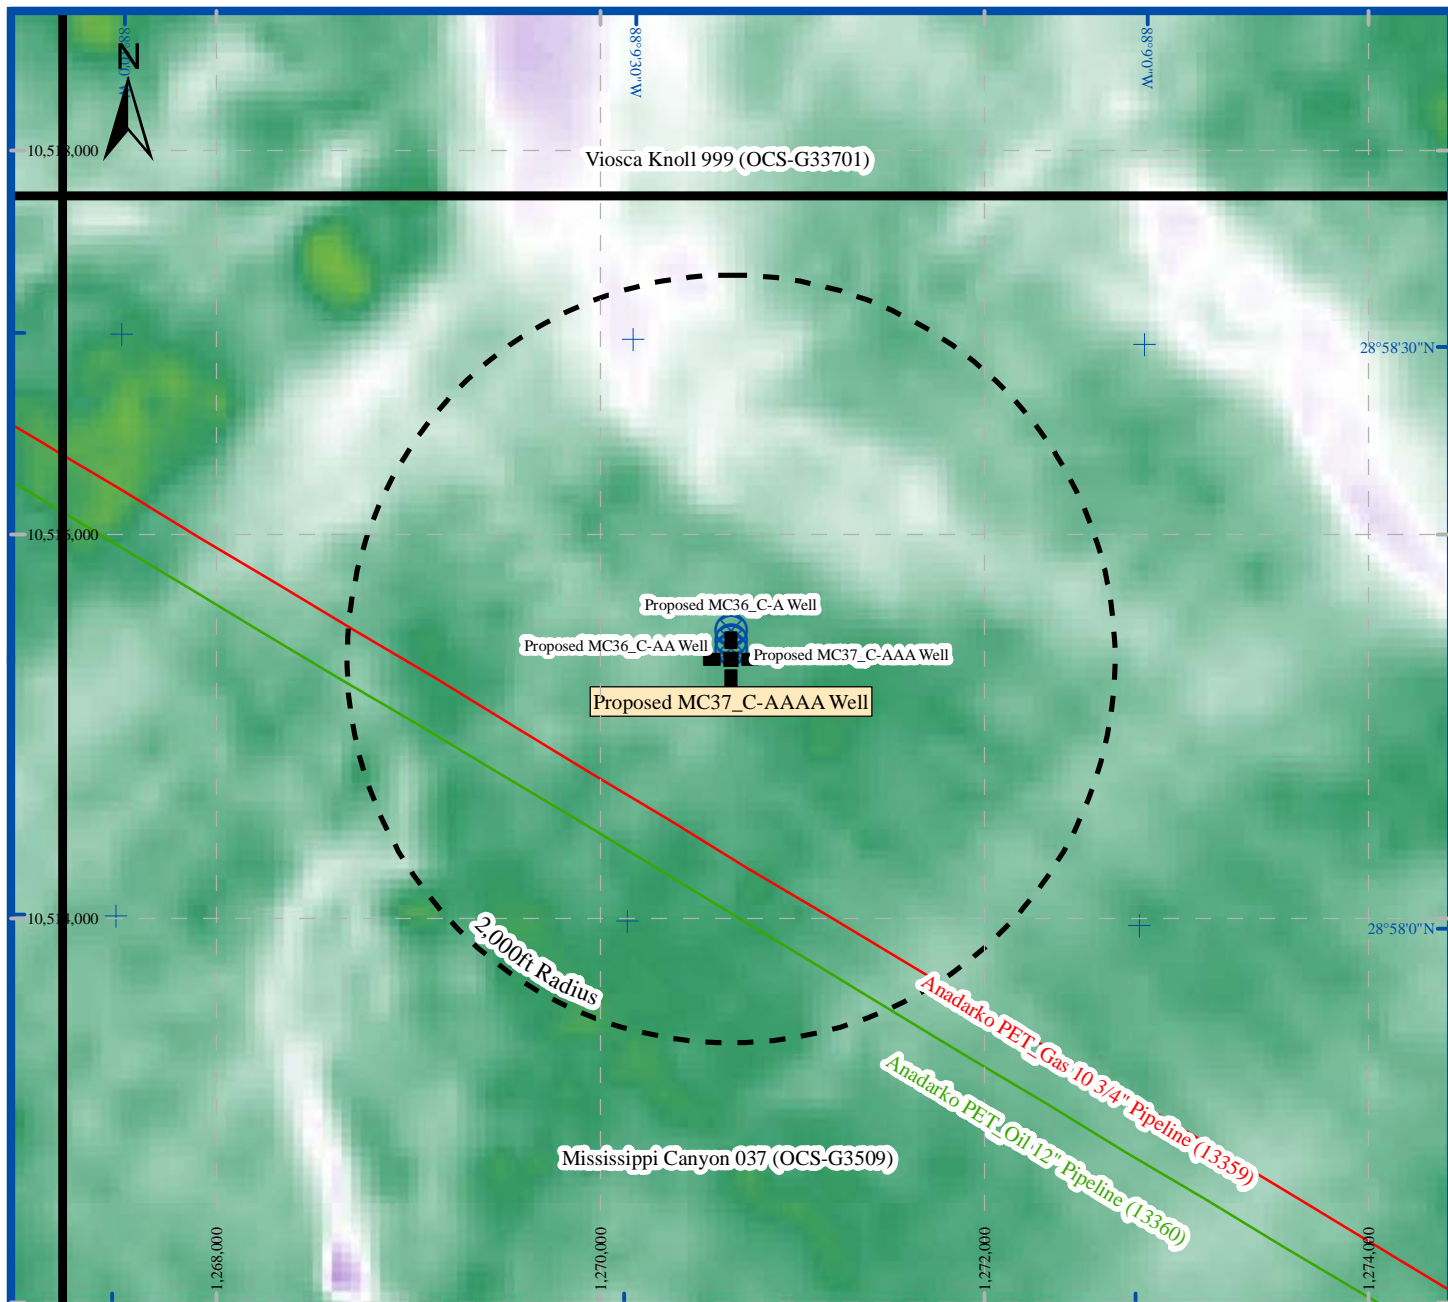 N
88°9'30"W
88°9'0"W
Viosca Knoll 999 (OCS-G33701)
10,518,000
28°58'30"N
10,516,000
Proposed MC36_C-A Well
Proposed MC36_C-AA Well
Proposed MC37_C-AAA Well
Proposed MC37_C-AAAA Well
10,514,000
28°58'0"N
2,000ft Radius
Anadarko PET_Gas 10 3/4" Pipeline (13359)
Anadarko PET_Oil 12" Pipeline (13360)
Mississippi Canyon 037 (OCS-G3509)
1,268,000
1,270,000
1,272,000
1,274,000